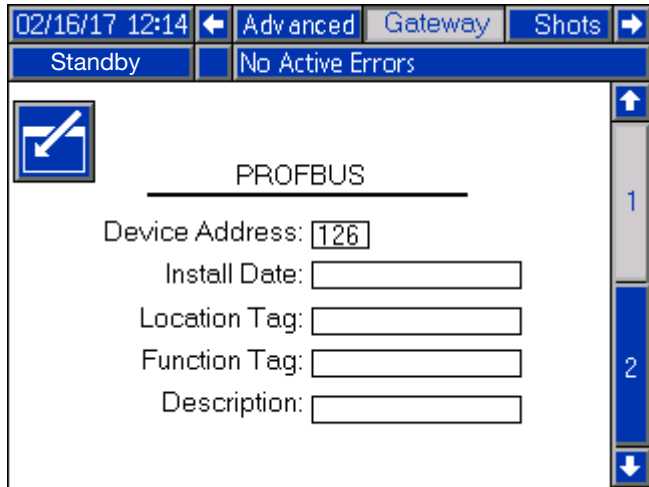 02/16/17 12:14 Advanced Gateway Shots
Standby No Active Errors
PROFBUS
1
Device Address: 126
Install Date:
Location Tag:
Function Tag:
2
Description: